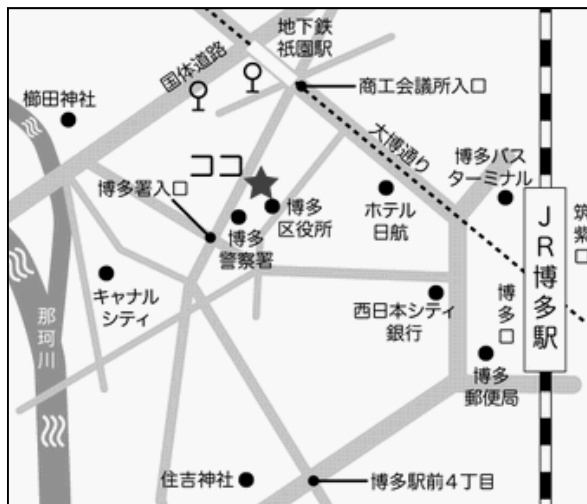 地下鉄
祇園駅
国体道路
商工会議所入口
櫛田神社
大博通り
博多バス
ターミナル
ココ
博多署入口
博多
区役所
ホテル
日航
博多
警察署
筑紫口
JR博多駅
キャナル
シティ
西日本シティ
銀行
博多口
那珂川
博多
郵便局
住吉神社
博多駅前4丁目